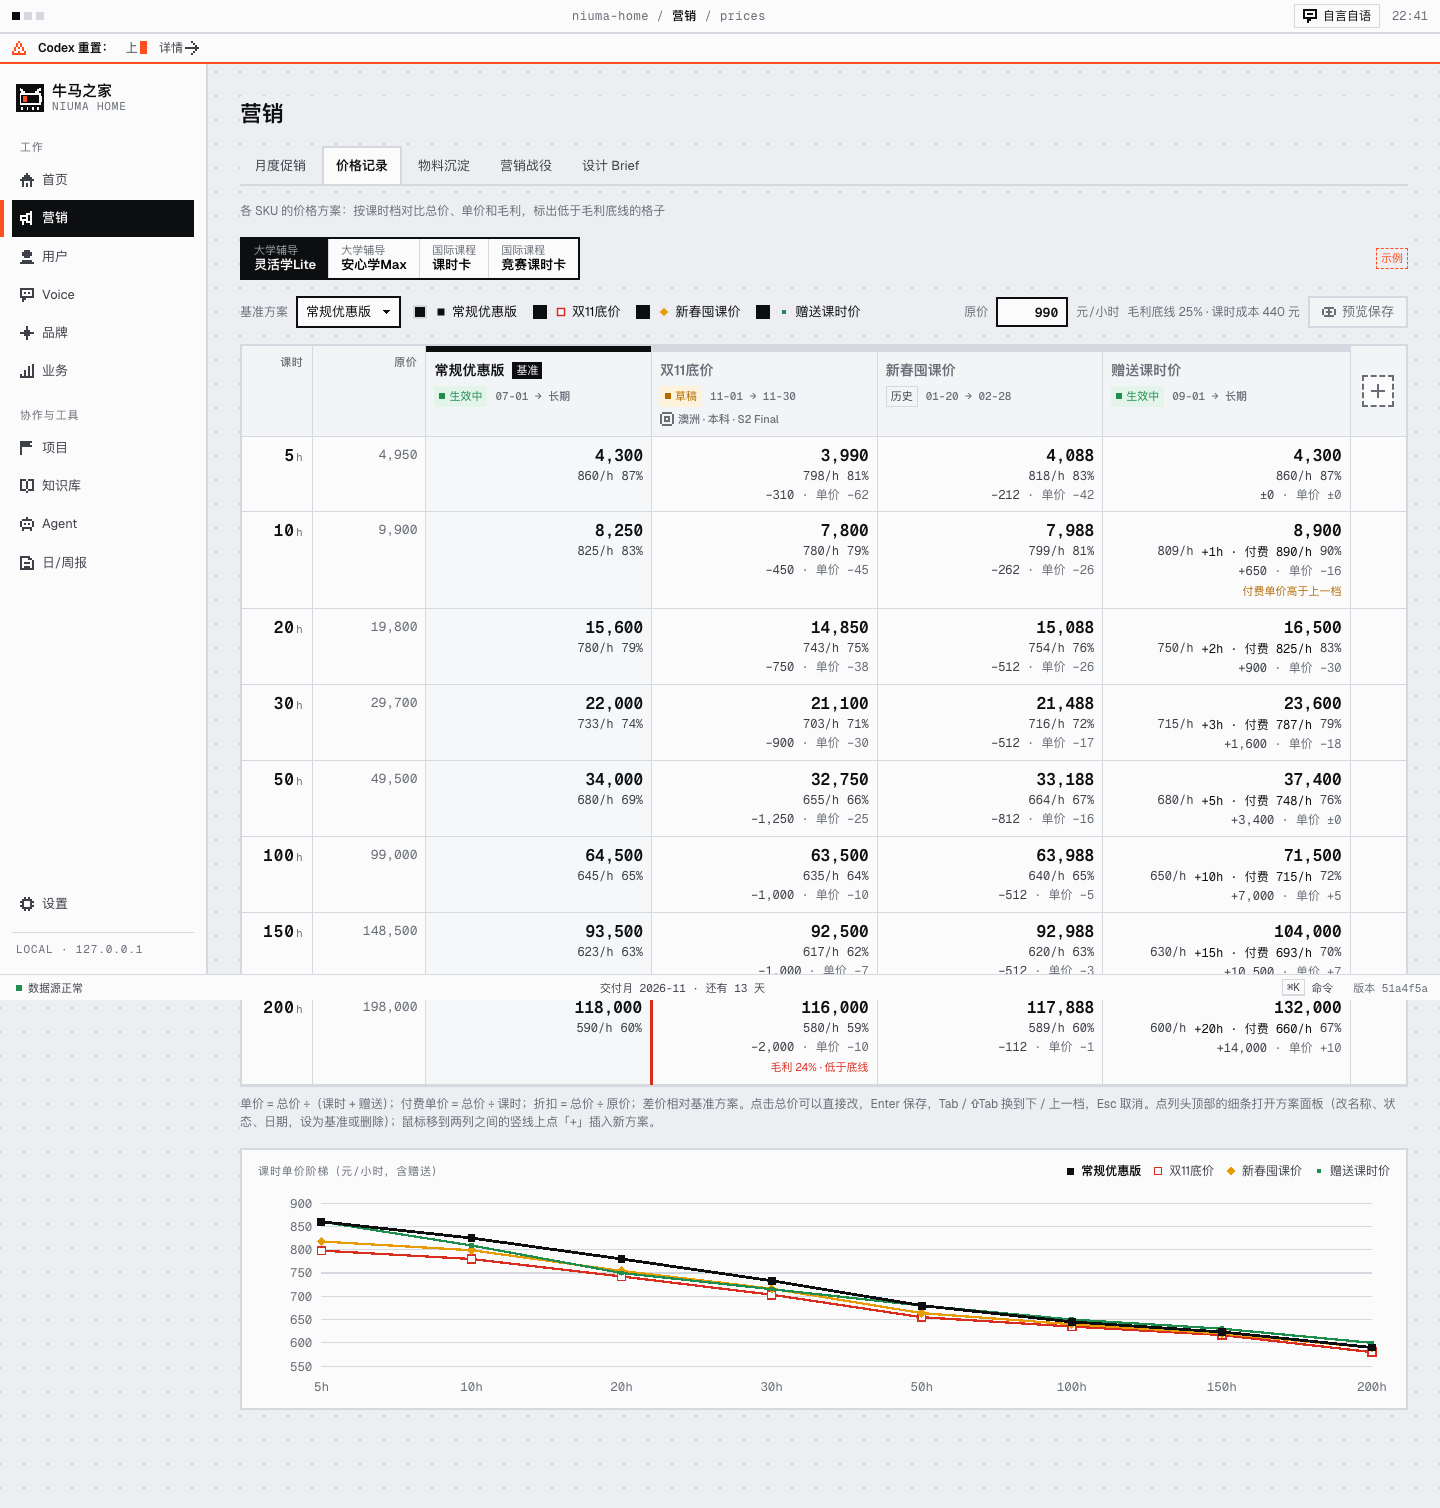 niuma-home / 营销 / prices
自言自语 22:41
Codex 重置： 上 详情
牛马之家
NIUMA HOME
工作
首页
营销
用户
Voice
品牌
业务
协作与工具
项目
知识库
Agent
日/周报
设置
LOCAL · 127.0.0.1
营销
月度促销 价格记录 物料沉淀 营销战役 设计 Brief
各 SKU 的价格方案：按课时档对比总价、单价和毛利，标出低于毛利底线的格子
大学辅导 大学辅导 国际课程 国际课程
灵活学Lite 安心学Max 课时卡 竞赛课时卡
示例
基准方案 常规优惠版 常规优惠版 双11底价 新春囤课价 赠送课时价 原价 990 元/小时 毛利底线 25% · 课时成本 440 元 预览保存
课时 原价 常规优惠版 基准 双11底价 新春囤课价 赠送课时价
生效中 07-01 → 长期 草稿 11-01 → 11-30 历史 01-20 → 02-28 生效中 09-01 → 长期
澳洲 · 本科 · S2 Final
5h 4,950 4,300 3,990 4,088 4,300
860/h 87% 798/h 81% 818/h 83% 860/h 87%
−310 · 单价 −62 −212 · 单价 −42 ±0 · 单价 ±0
10h 9,900 8,250 7,800 7,988 8,900
825/h 83% 780/h 79% 799/h 81% 809/h +1h · 付费 890/h 90%
−450 · 单价 −45 −262 · 单价 −26 +650 · 单价 −16
付费单价高于上一档
20h 19,800 15,600 14,850 15,088 16,500
780/h 79% 743/h 75% 754/h 76% 750/h +2h · 付费 825/h 83%
−750 · 单价 −38 −512 · 单价 −26 +900 · 单价 −30
30h 29,700 22,000 21,100 21,488 23,600
733/h 74% 703/h 71% 716/h 72% 715/h +3h · 付费 787/h 79%
−900 · 单价 −30 −512 · 单价 −17 +1,600 · 单价 −18
50h 49,500 34,000 32,750 33,188 37,400
680/h 69% 655/h 66% 664/h 67% 680/h +5h · 付费 748/h 76%
−1,250 · 单价 −25 −812 · 单价 −16 +3,400 · 单价 ±0
100h 99,000 64,500 63,500 63,988 71,500
645/h 65% 635/h 64% 640/h 65% 650/h +10h · 付费 715/h 72%
−1,000 · 单价 −10 −512 · 单价 −5 +7,000 · 单价 +5
150h 148,500 93,500 92,500 92,988 104,000
623/h 63% 617/h 62% 620/h 63% 630/h +15h · 付费 693/h 70%
−1,000 · 单价 −7 −512 · 单价 −3 +10,500 · 单价 +7
数据源正常 交付月 2026-11 · 还有 13 天 ⌘K 命令 版本 51a4f5a
200h 198,000 118,000 116,000 117,888 132,000
590/h 60% 580/h 59% 589/h 60% 600/h +20h · 付费 660/h 67%
−2,000 · 单价 −10 −112 · 单价 −1 +14,000 · 单价 +10
毛利 24% · 低于底线
单价 = 总价 ÷（课时 + 赠送）；付费单价 = 总价 ÷ 课时；折扣 = 总价 ÷ 原价；差价相对基准方案。点击总价可以直接改，Enter 保存，Tab / ⇧Tab 换到下 / 上一档，Esc 取消。点列头顶部的细条打开方案面板（改名称、状
态、日期，设为基准或删除）；鼠标移到两列之间的竖线上点「+」插入新方案。
课时单价阶梯（元/小时，含赠送） 常规优惠版 双11底价 新春囤课价 赠送课时价
900
850
800
750
700
650
600
550
5h 10h 20h 30h 50h 100h 150h 200h